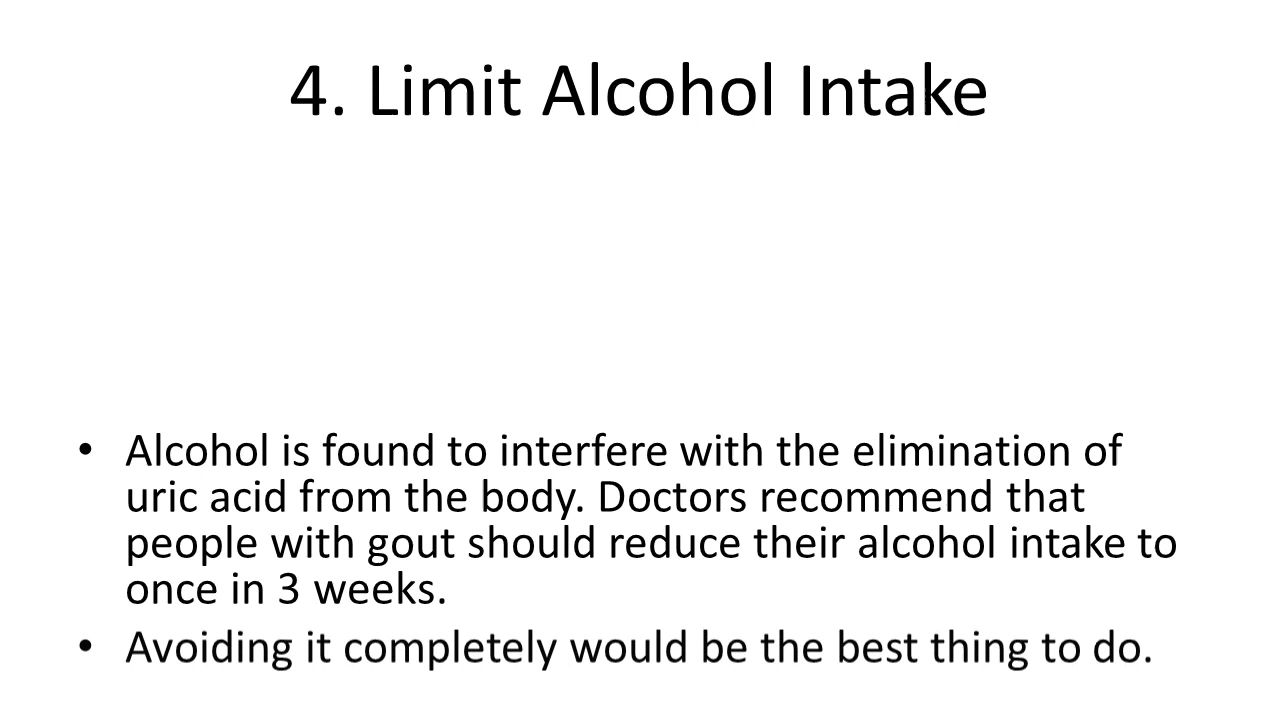 4. Limit Alcohol Intake
• Alcohol is found to interfere with the elimination of
uric acid from the body. Doctors recommend that
people with gout should reduce their alcohol intake to
once in 3 weeks.
• Avoiding it completely would be the best thing to do.